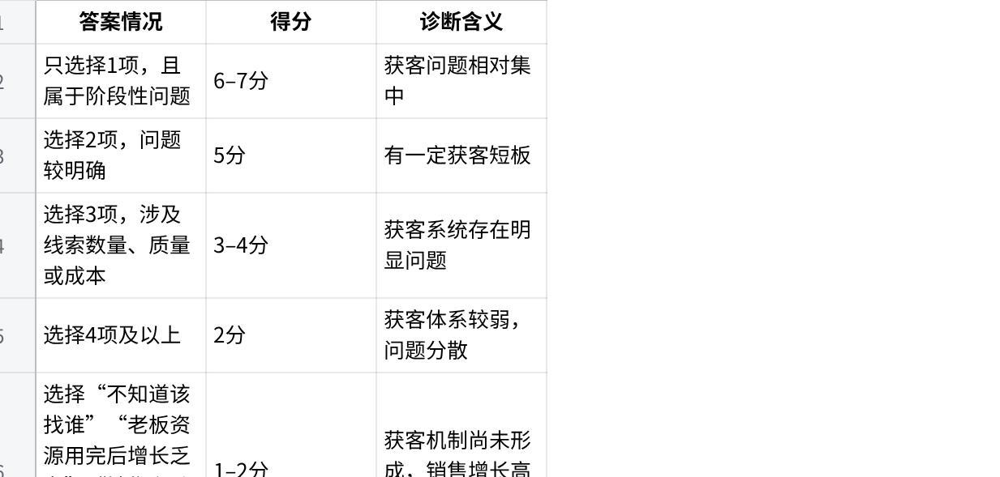 答案情况
得分
诊断含义
2
只选择1项，且
属于阶段性问题
6–7分
获客问题相对集
中
选择2项，问题
较明确
5分
有一定获客短板
选择3项，涉及
线索数量、质量
或成本
3–4分
获客系统存在明
显问题
选择4项及以上
2分
获客体系较弱，
问题分散
选择“不知道该
找谁”“老板资
源用完后增长乏
1–2分
获客机制尚未形
成，销售增长高